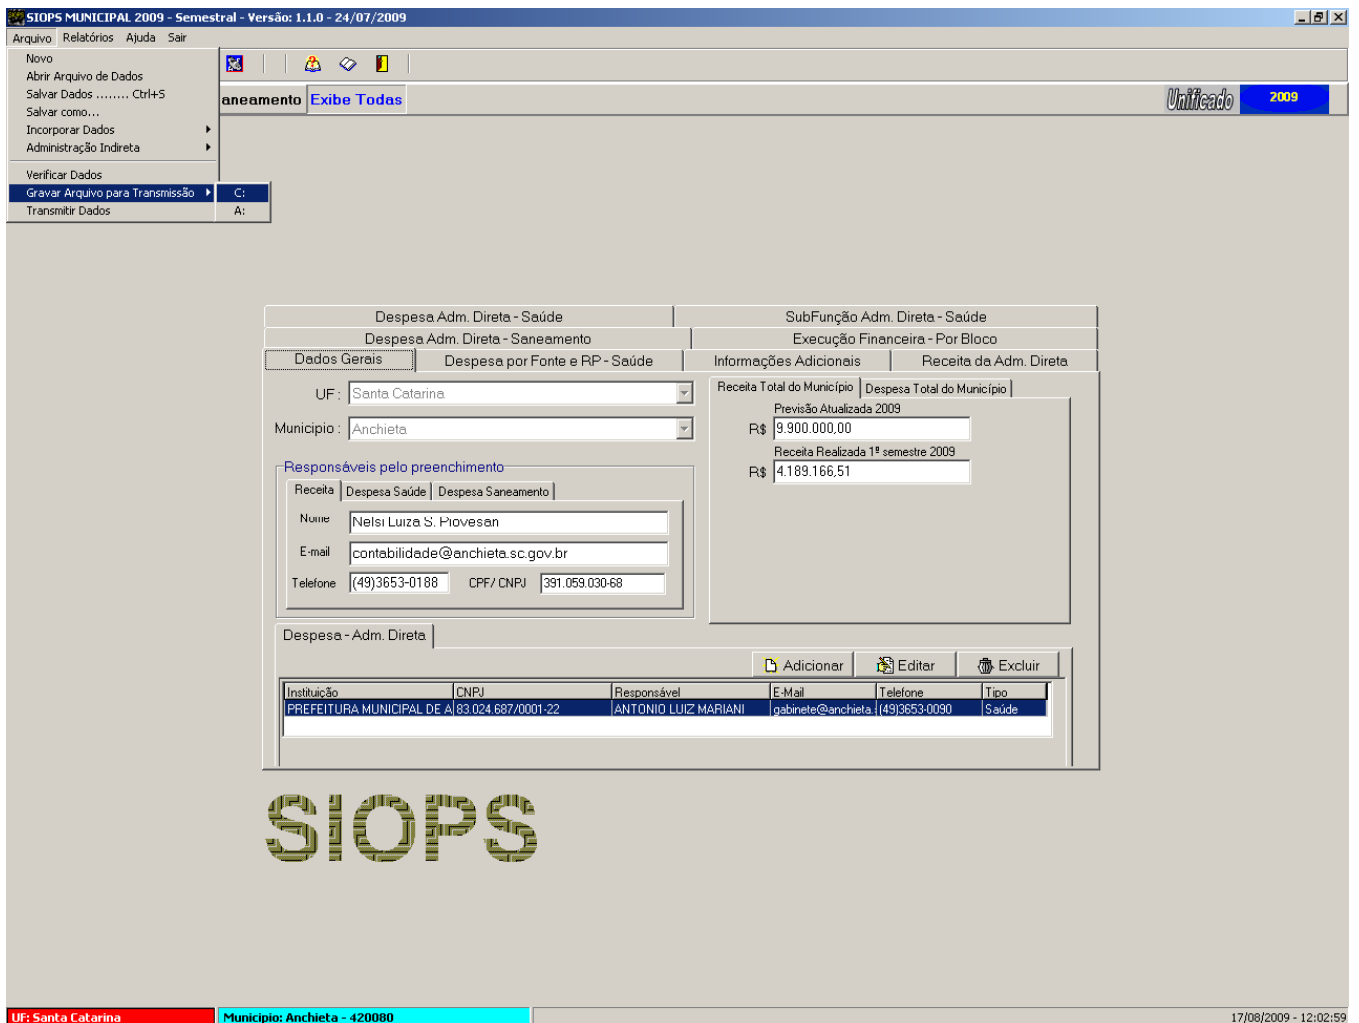 SIOPS MUNICIPAL 2009 - Semestral - Versão: 1.1.0 - 24/07/2009
Arquivo Relatórios Ajuda Sair
Novo
Abrir Arquivo de Dados
Salvar Dados ........ Ctrl+S
Salvar como...
Incorporar Dados
Administração Indireta
Verificar Dados
Gravar Arquivo para Transmissão
C:
Transmitir Dados
A:
aneamento Exibe Todas
Unificado 2009
Despesa Adm. Direta - Saúde
SubFunção Adm. Direta - Saúde
Despesa Adm. Direta - Saneamento
Execução Financeira - Por Bloco
Dados Gerais
Despesa por Fonte e RP - Saúde
Informações Adicionais
Receita da Adm. Direta
UF : Santa Catarina
Municipio : Anchieta
Responsáveis pelo preenchimento
Receita Despesa Saúde Despesa Saneamento
Nome Nelsi Luiza S. Piovesan
E-mail contabilidade@anchieta.sc.gov.br
Telefone (49)3653-0188 CPF/ CNPJ 391.059.030-68
Receita Total do Município Despesa Total do Município
Previsão Atualizada 2009
R$ 9.900.000,00
Receita Realizada 1º semestre 2009
R$ 4.189.166,51
Despesa - Adm. Direta
Adicionar Editar Excluir
Instituição CNPJ Responsável E-Mail Telefone Tipo
PREFEITURA MUNICIPAL DE A 83.024.687/0001-22 ANTONIO LUIZ MARIANI gabinete@anchieta. (49)3653-0090 Saúde
SIOPS
UF: Santa Catarina Municipio: Anchieta - 420080 17/08/2009 - 12:02:59